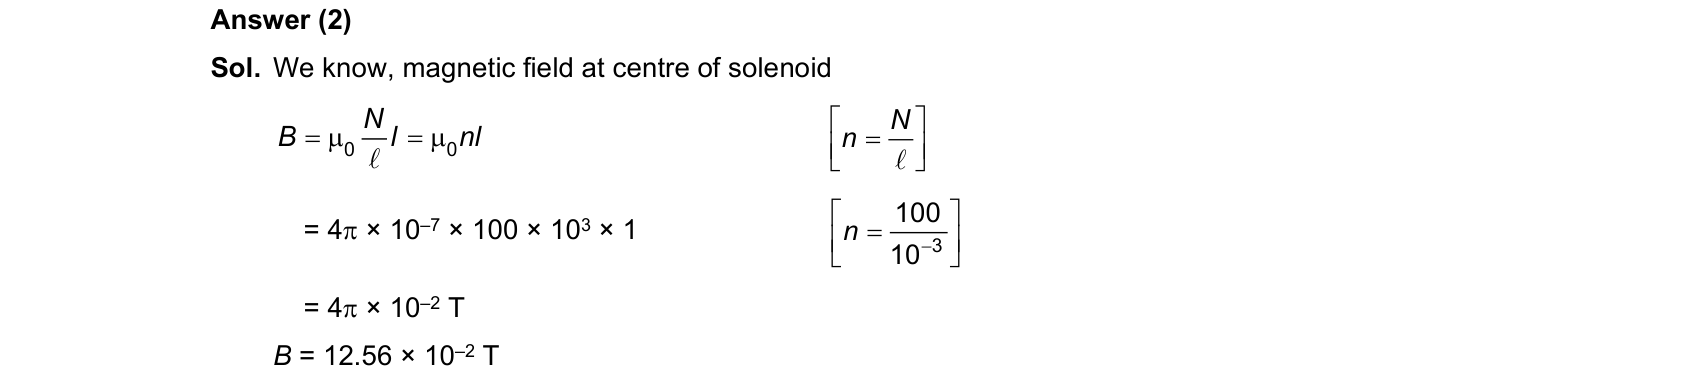 Answer (2)
Sol. We know, magnetic field at centre of solenoid
B = μ₀ N/ℓ I = μ₀nI [n = N/ℓ]
= 4π × 10⁻⁷ × 100 × 10³ × 1 [n = 100/10⁻³]
= 4π × 10⁻² T
B = 12.56 × 10⁻² T